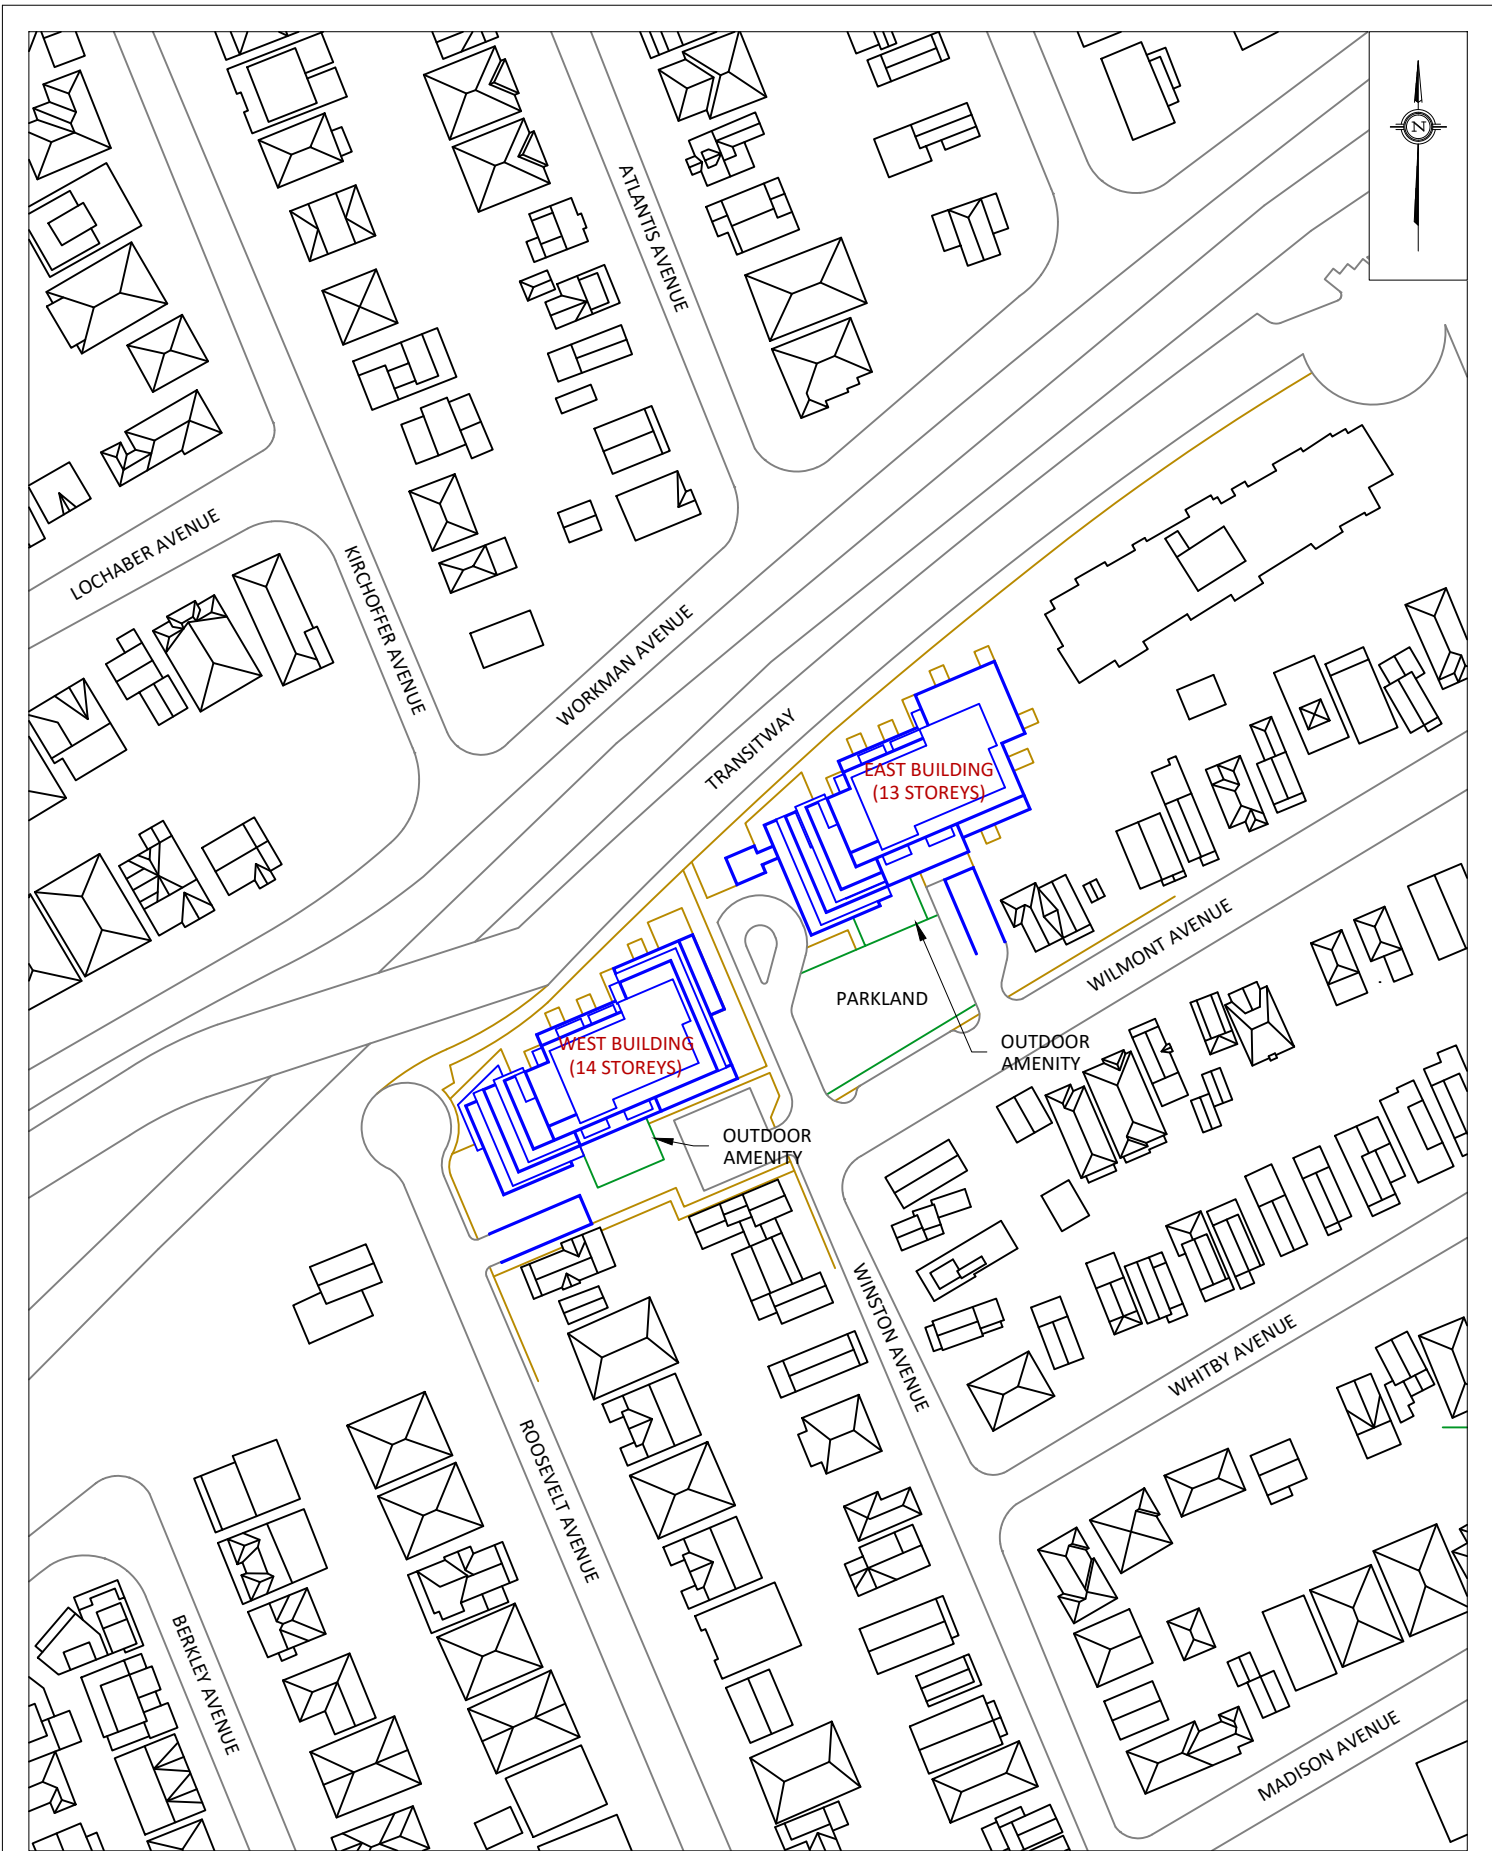 N
ATLANTIS AVENUE
LOCHABER AVENUE
KIRCHOFFER AVENUE
WORKMAN AVENUE
TRANSITWAY
EAST BUILDING
(13 STOREYS)
WILMONT AVENUE
PARKLAND
OUTDOOR
AMENITY
WEST BUILDING
(14 STOREYS)
OUTDOOR
AMENITY
WINSTON AVENUE
WHITBY AVENUE
ROOSEVELT AVENUE
BERKLEY AVENUE
MADISON AVENUE